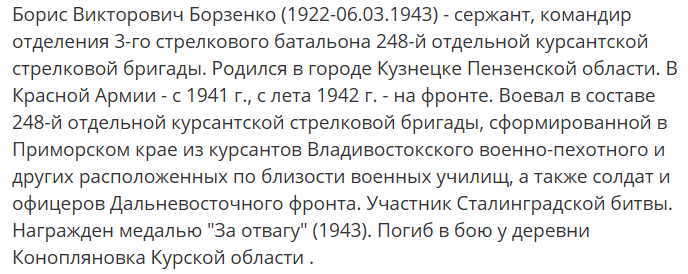 Борис Викторович Борзенко (1922-06.03.1943) - сержант, командир
отделения 3-го стрелкового батальона 248-й отдельной курсантской
стрелковой бригады. Родился в городе Кузнецке Пензенской области. В
Красной Армии - с 1941 г., с лета 1942 г. - на фронте. Воевал в составе
248-й отдельной курсантской стрелковой бригады, сформированной в
Приморском крае из курсантов Владивостокского военно-пехотного и
других расположенных по близости военных училищ, а также солдат и
офицеров Дальневосточного фронта. Участник Сталинградской битвы.
Награжден медалью "За отвагу" (1943). Погиб в бою у деревни
Конопляновка Курской области .